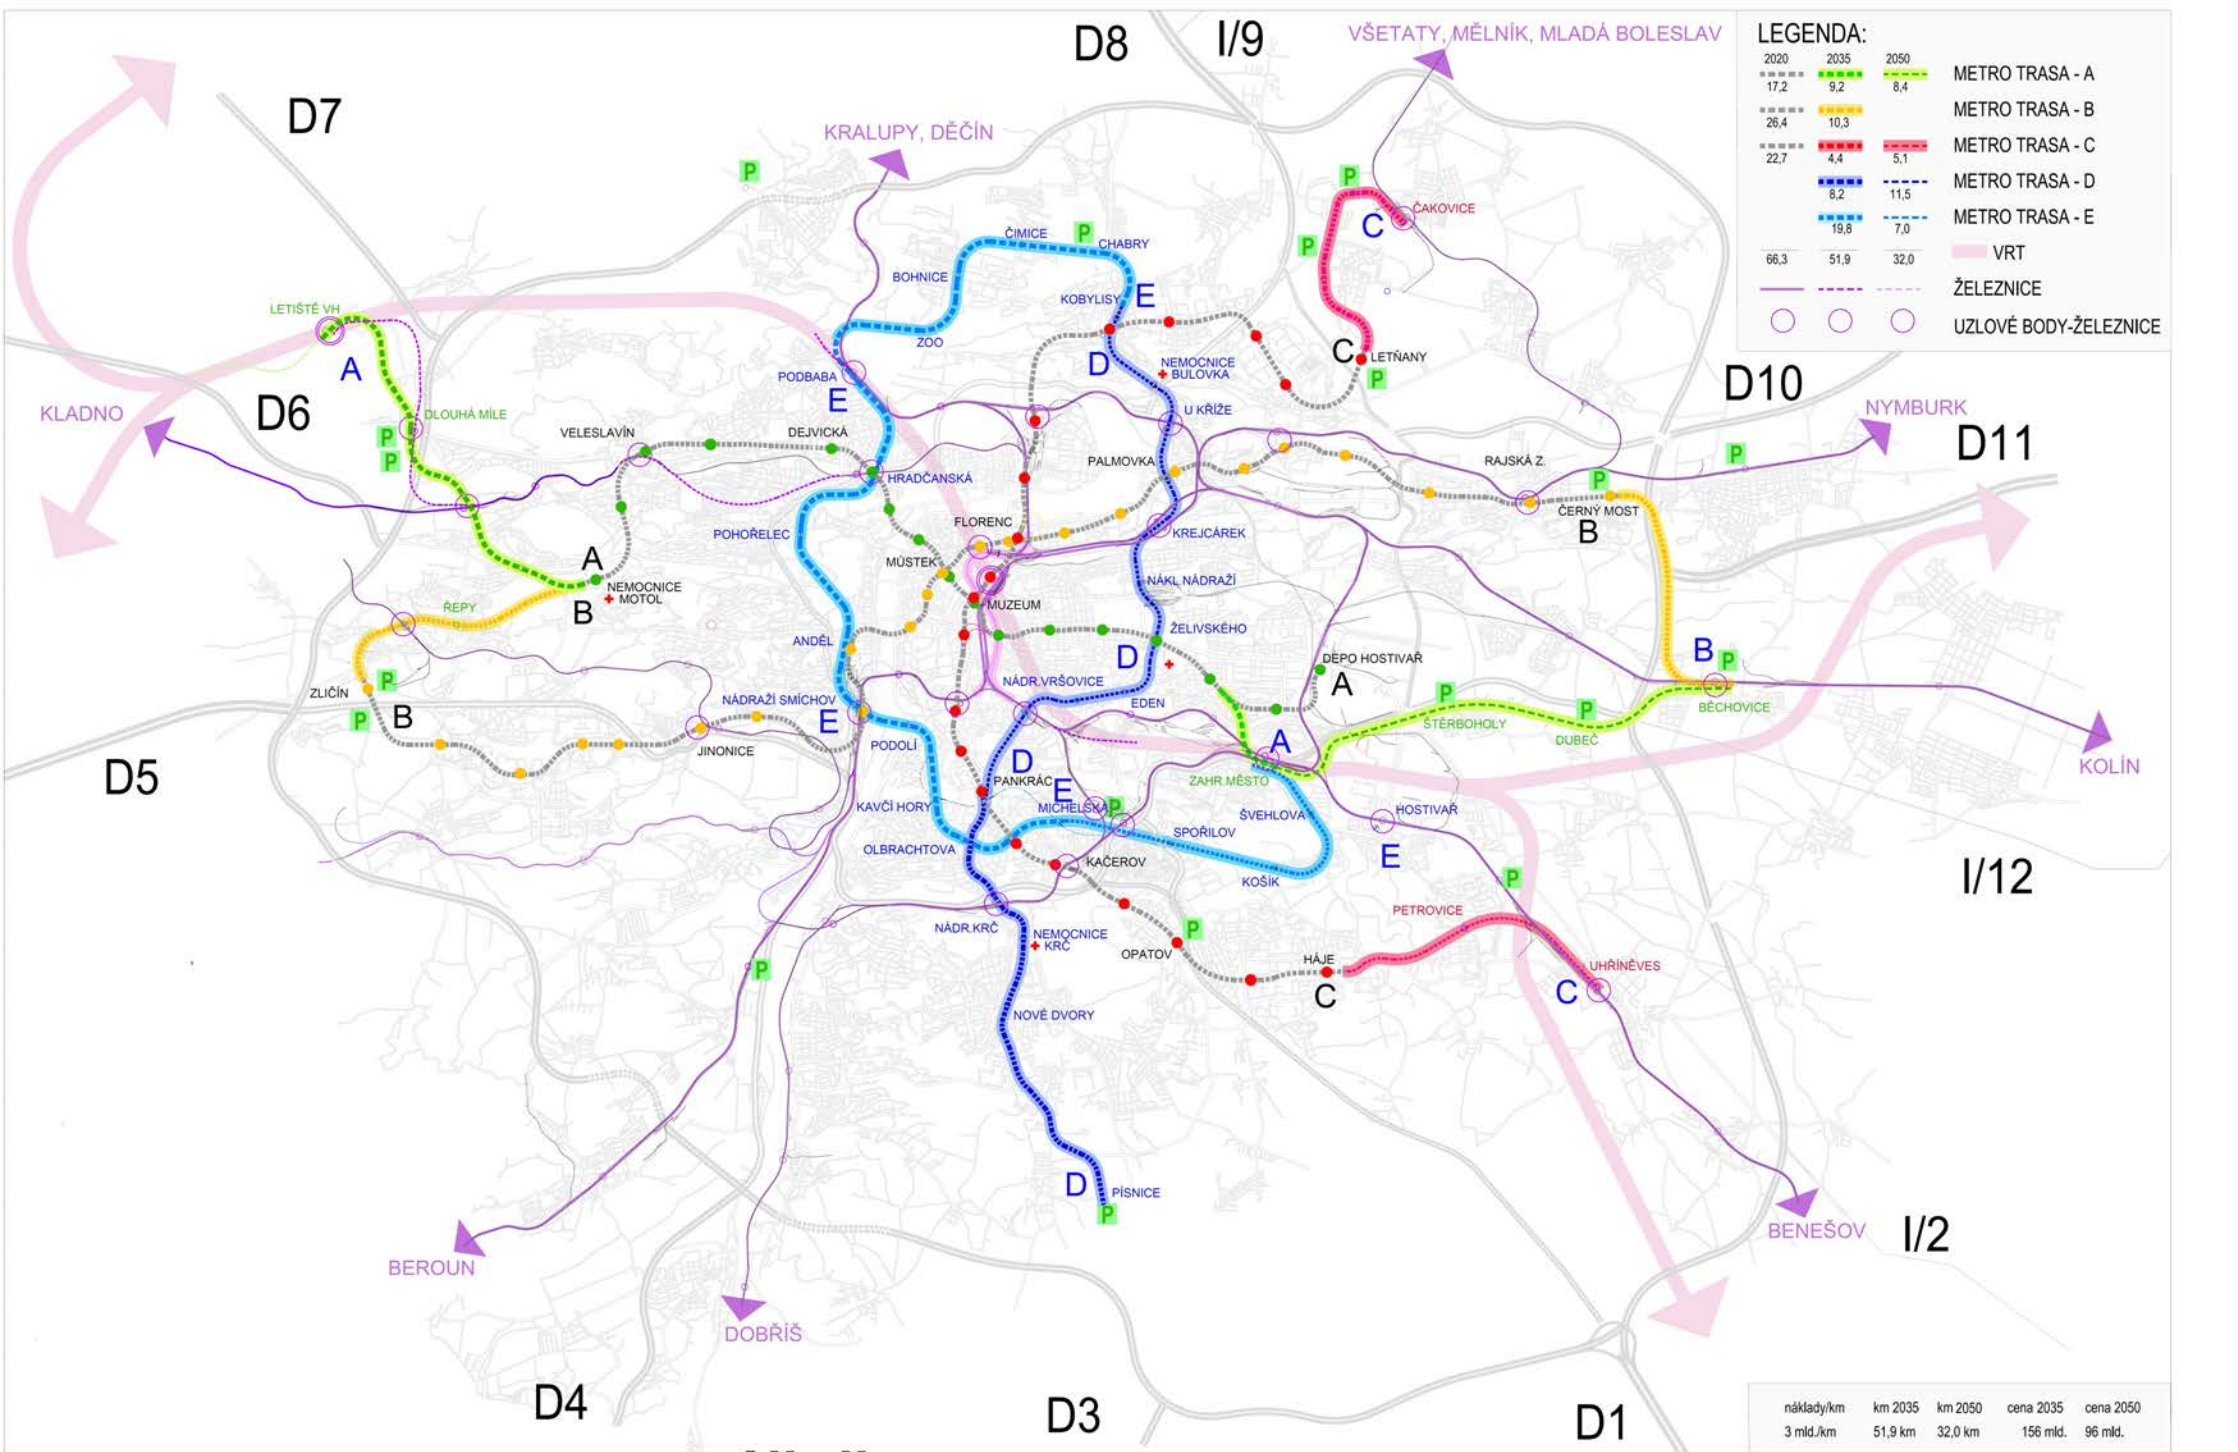 D8
I/9
VŠETATY, MĚLNÍK, MLADÁ BOLESLAV
D7
KRALUPY, DĚČÍN
P
P
ČAKOVICE
C
P
P
ČIMICE
CHABRY
BOHNICE
KOBYLISY
E
LETIŠTĚ VH
A
ZOO
D
C
LETŇANY
P
NEMOCNICE
BULOVKA
PODBABA
E
D10
KLADNO
D6
DLOUHÁ MÍLE
P
P
VELESLAVÍN
DEJVICKÁ
U KŘÍŽE
NYMBURK
D11
P
PALMOVKA
RAJSKÁ Z.
P
HRADČANSKÁ
ČERNÝ MOST
B
POHOŘELEC
FLORENC
KREJCÁREK
MŮSTEK
A
NEMOCNICE
MOTOL
B
NÁKL.NÁDRAŽÍ
ŘEPY
MUZEUM
ANDĚL
ŽELIVSKÉHO
D
DEPO HOSTIVAŘ
A
B
P
ZLIČÍN
P
P
B
NÁDRAŽÍ SMÍCHOV
E
NÁDR.VRŠOVICE
EDEN
P
ŠTĚRBOHOLY
P
DUBEČ
BĚCHOVICE
JINONICE
PODOLÍ
D
A
ZAHR.MĚSTO
KOLÍN
D5
PANKRÁC
E
KAVČÍ HORY
MICHELSKÁ
P
ŠVEHLOVA
HOSTIVAŘ
SPOŘILOV
E
OLBRACHTOVA
KAČEROV
KOŠÍK
I/12
P
PETROVICE
NÁDR.KRČ
NEMOCNICE
KRČ
P
OPATOV
HÁJE
C
UHŘÍNĚVES
C
P
NOVÉ DVORY
D
PÍSNICE
P
BENEŠOV
I/2
BEROUN
DOBŘÍŠ
D4
D3
D1
LEGENDA:
2020 2035 2050
METRO TRASA - A
17,2 9,2 8,4
METRO TRASA - B
26,4 10,3
METRO TRASA - C
22,7 4,4 5,1
METRO TRASA - D
8,2 11,5
METRO TRASA - E
19,8 7,0
VRT
66,3 51,9 32,0
ŽELEZNICE
UZLOVÉ BODY-ŽELEZNICE
náklady/km km 2035 km 2050 cena 2035 cena 2050
3 mld./km 51,9 km 32,0 km 156 mld. 96 mld.